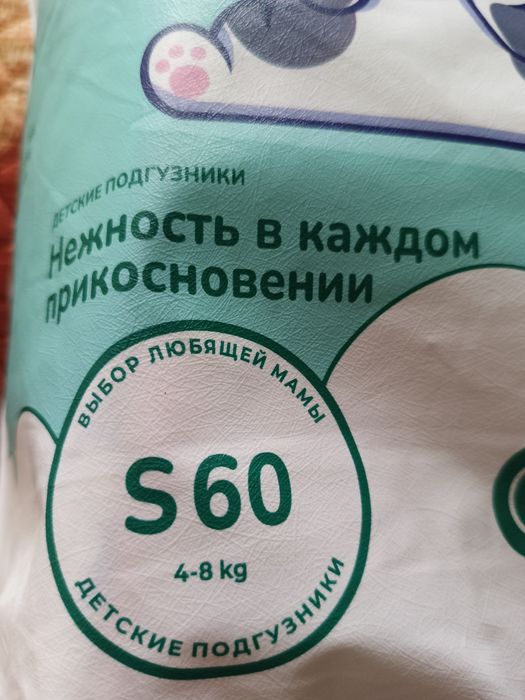 ДЕТСКИЕ ПОДГУЗНИКИ
Нежность в каждом
прикосновении
ВЫБОР ЛЮБЯЩЕЙ МАМЫ
S 60
4-8 kg
ДЕТСКИЕ ПОДГУЗНИКИ